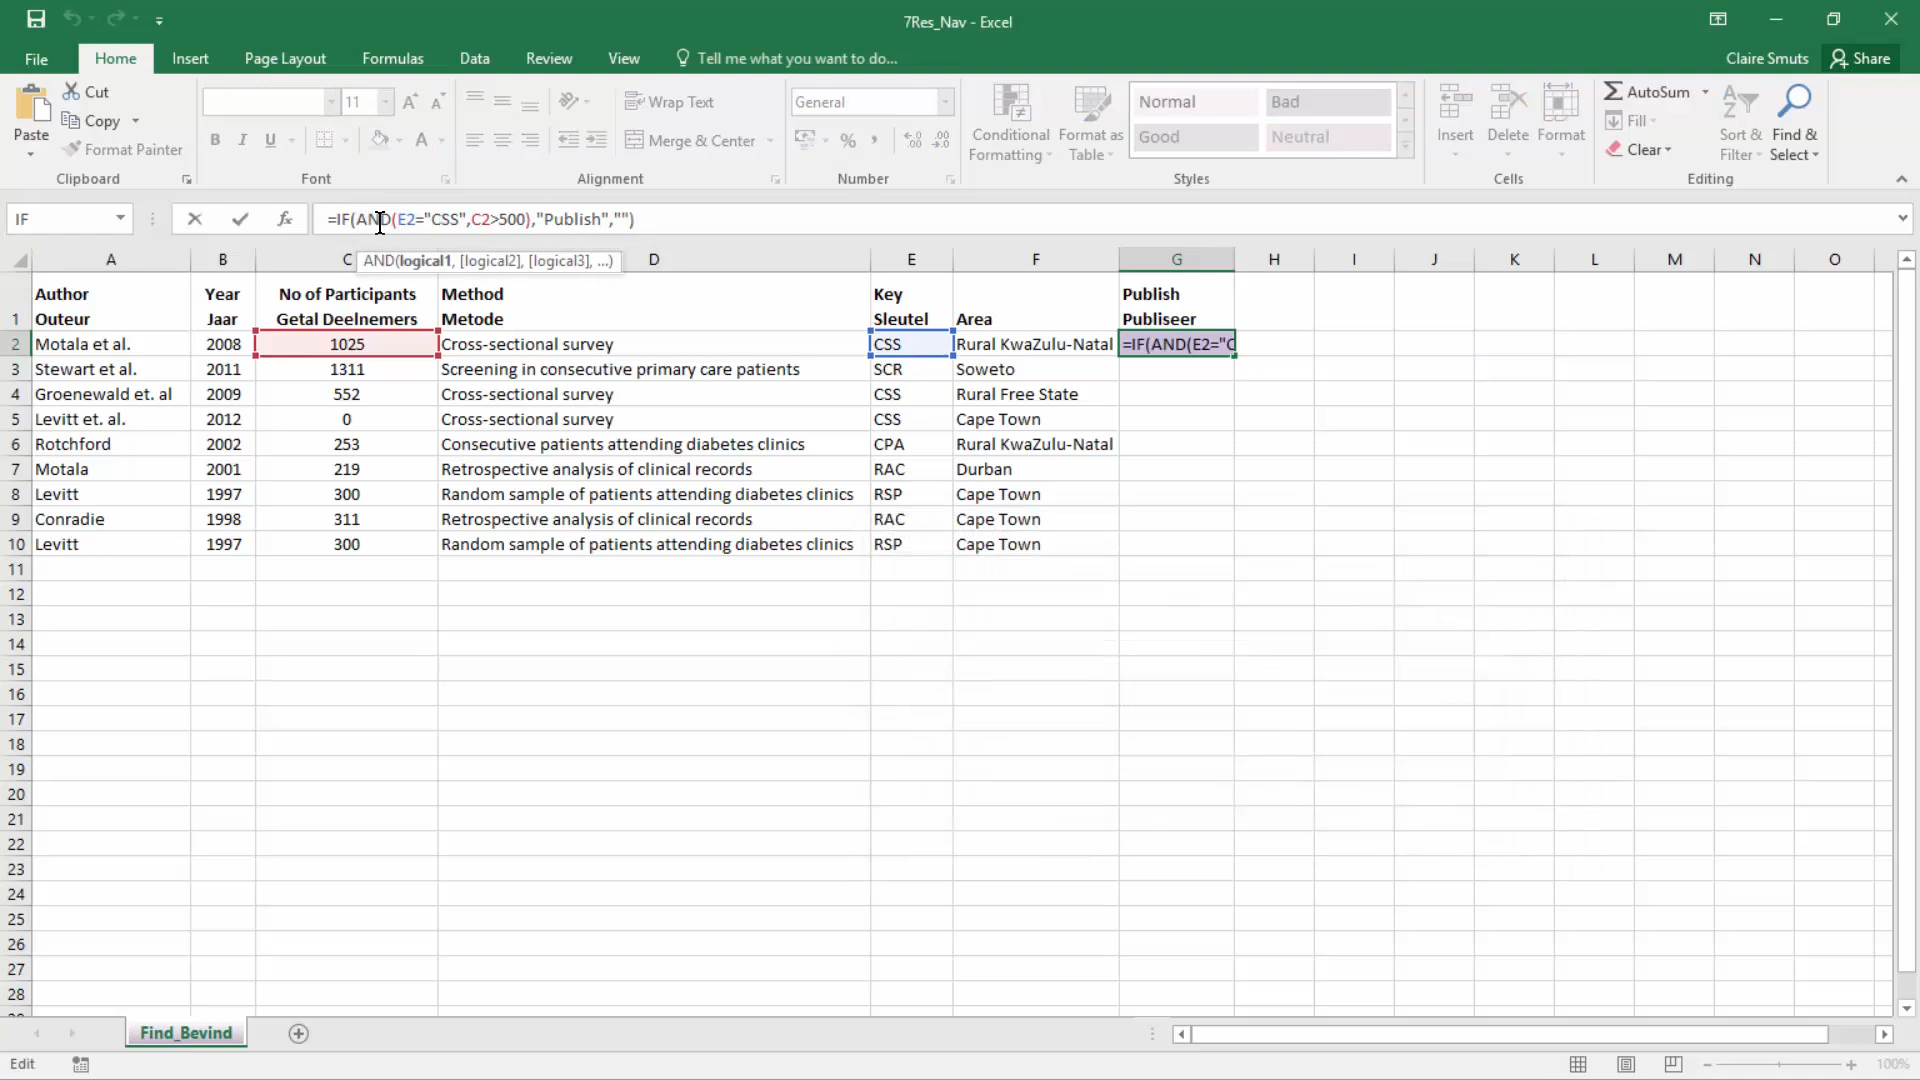 7Res_Nav - Excel
File Home Insert Page Layout Formulas Data Review View Tell me what you want to do... Claire Smuts Share
Paste Cut Copy Format Painter Clipboard
11 B I U A A A Font
Wrap Text Merge & Center Alignment
General % , Number
Conditional Formatting Format as Table Normal Bad Good Neutral Styles
Insert Delete Format Cells
AutoSum Fill Clear Sort & Filter Find & Select Editing
IF fx =IF(AND(E2="CSS",C2>500),"Publish","")
AND(logical1, [logical2], [logical3], ...)
A B C D E F G H I J K L M N O
Author Year No of Participants Method Key Publish
1 Outeur Jaar Getal Deelnemers Metode Sleutel Area Publiseer
2 Motala et al. 2008 1025 Cross-sectional survey CSS Rural KwaZulu-Natal =IF(AND(E2="C
3 Stewart et al. 2011 1311 Screening in consecutive primary care patients SCR Soweto
4 Groenewald et. al 2009 552 Cross-sectional survey CSS Rural Free State
5 Levitt et. al. 2012 0 Cross-sectional survey CSS Cape Town
6 Rotchford 2002 253 Consecutive patients attending diabetes clinics CPA Rural KwaZulu-Natal
7 Motala 2001 219 Retrospective analysis of clinical records RAC Durban
8 Levitt 1997 300 Random sample of patients attending diabetes clinics RSP Cape Town
9 Conradie 1998 311 Retrospective analysis of clinical records RAC Cape Town
10 Levitt 1997 300 Random sample of patients attending diabetes clinics RSP Cape Town
11
12
13
14
15
16
17
18
19
20
21
22
23
24
25
26
27
28
Find_Bevind
Edit 100%